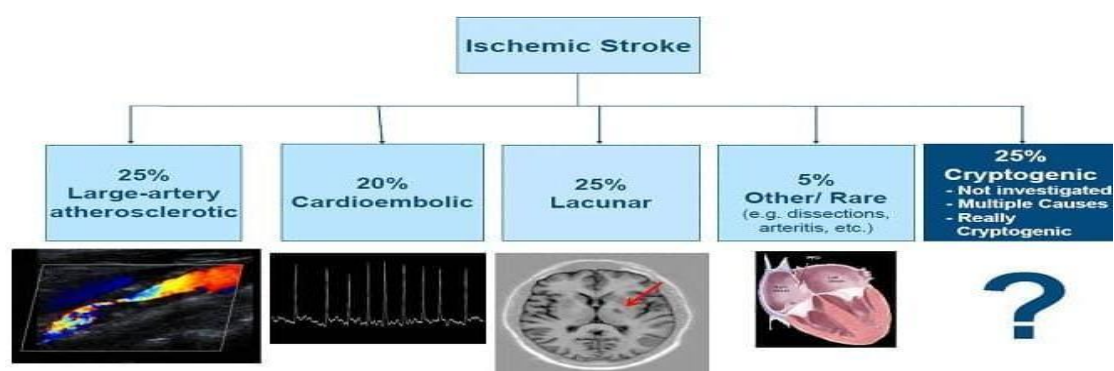 Ischemic Stroke
25%
Large-artery
atherosclerotic
20%
Cardioembolic
25%
Lacunar
5%
Other/ Rare
(e.g. dissections,
arteritis, etc.)
25%
Cryptogenic
- Not investigated
- Multiple Causes
- Really
Cryptogenic
?